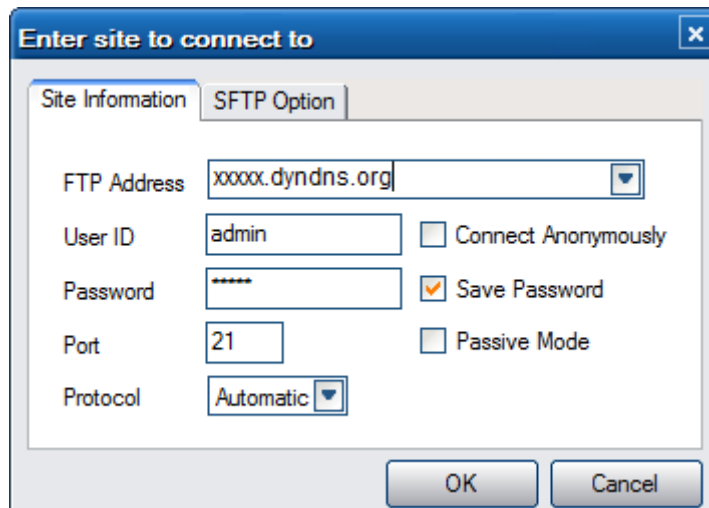 Enter site to connect to
Site Information SFTP Option
FTP Address xxxxx.dyndns.org
User ID admin Connect Anonymously
Password ***** Save Password
Port 21 Passive Mode
Protocol Automatic
OK Cancel